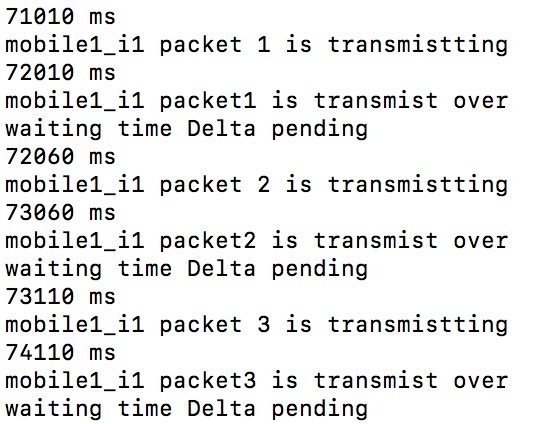 71010 ms
mobile1_i1 packet 1 is transmistting
72010 ms
mobile1_i1 packet1 is transmist over
waiting time Delta pending
72060 ms
mobile1_i1 packet 2 is transmistting
73060 ms
mobile1_i1 packet2 is transmist over
waiting time Delta pending
73110 ms
mobile1_i1 packet 3 is transmistting
74110 ms
mobile1_i1 packet3 is transmist over
waiting time Delta pending